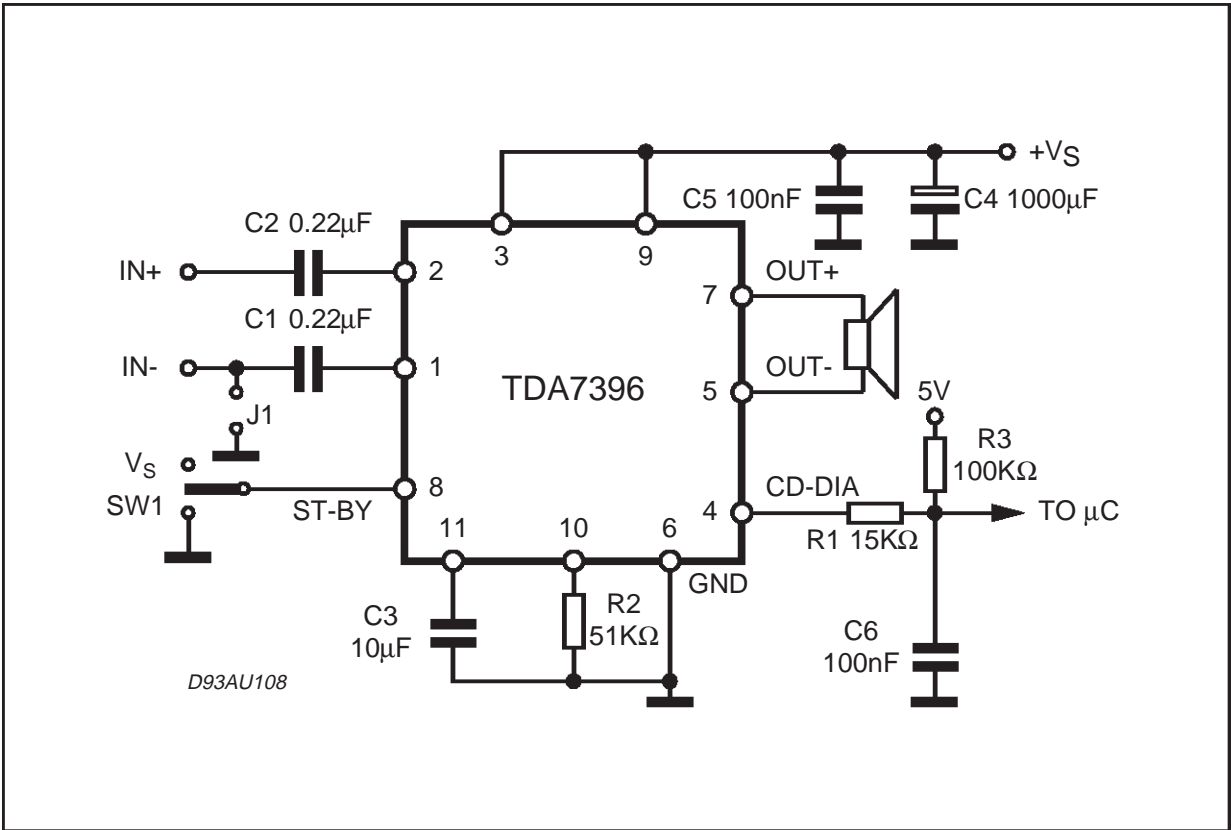 +VS
C5 100nF
C4 1000μF
C2 0.22μF
3
9
IN+
2
OUT+
7
C1 0.22μF
IN-
1
TDA7396
OUT-
5
5V
J1
R3
100KΩ
VS
SW1
ST-BY
8
CD-DIA
4
TO μC
R1 15KΩ
11
10
6
GND
C3
10μF
R2
51KΩ
C6
100nF
D93AU108